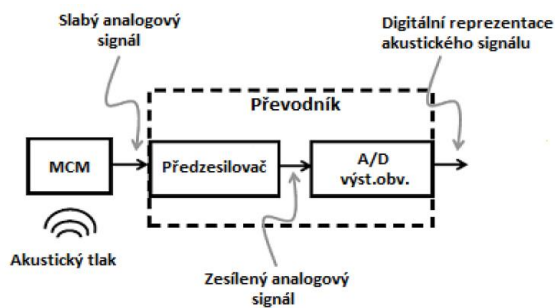 Slabý analogový
signál
Digitální reprezentace
akustického signálu
Převodník
MCM
Předzesilovač
A/D
výst.obv.
Akustický tlak
Zesílený analogový
signál